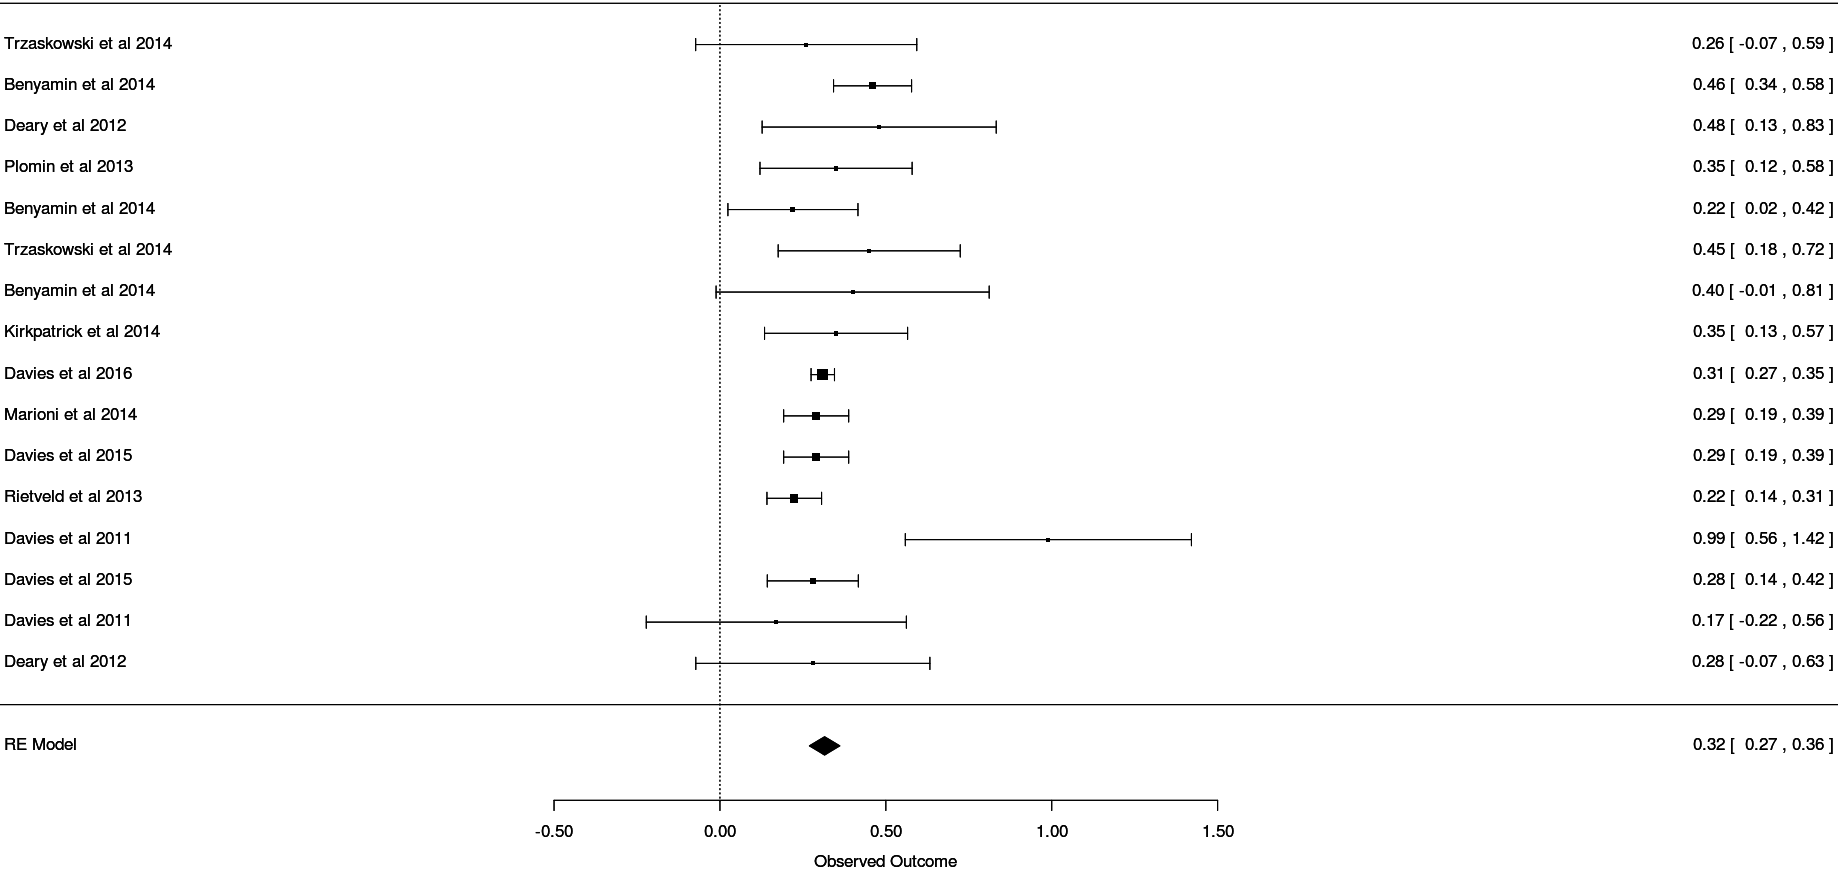 Trzaskowski et al 2014 0.26 [ -0.07 , 0.59 ]
Benyamin et al 2014 0.46 [ 0.34 , 0.58 ]
Deary et al 2012 0.48 [ 0.13 , 0.83 ]
Plomin et al 2013 0.35 [ 0.12 , 0.58 ]
Benyamin et al 2014 0.22 [ 0.02 , 0.42 ]
Trzaskowski et al 2014 0.45 [ 0.18 , 0.72 ]
Benyamin et al 2014 0.40 [ -0.01 , 0.81 ]
Kirkpatrick et al 2014 0.35 [ 0.13 , 0.57 ]
Davies et al 2016 0.31 [ 0.27 , 0.35 ]
Marioni et al 2014 0.29 [ 0.19 , 0.39 ]
Davies et al 2015 0.29 [ 0.19 , 0.39 ]
Rietveld et al 2013 0.22 [ 0.14 , 0.31 ]
Davies et al 2011 0.99 [ 0.56 , 1.42 ]
Davies et al 2015 0.28 [ 0.14 , 0.42 ]
Davies et al 2011 0.17 [ -0.22 , 0.56 ]
Deary et al 2012 0.28 [ -0.07 , 0.63 ]
RE Model 0.32 [ 0.27 , 0.36 ]
-0.50 0.00 0.50 1.00 1.50
Observed Outcome